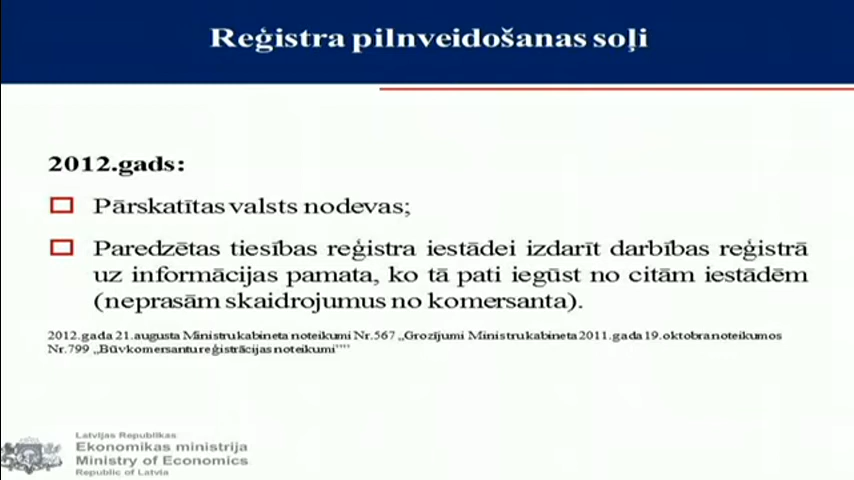 Reģistra pilnveidošanas soļi
2012.gads:
Pārskatītas valsts nodevas;
Paredzētas tiesības reģistra iestādei izdarīt darbības reģistrā
uz informācijas pamata, ko tā pati iegūst no citām iestādēm
(neprasām skaidrojumus no komersanta).
2012.gada 21.augusta Ministru kabineta noteikumi Nr.567 „Grozījumi Ministru kabineta 2011.gada 19.oktobra noteikumos
Nr.799 „Būvkomersantu reģistrācijas noteikumi""
Latvijas Republikas
Ekonomikas ministrija
Ministry of Economics
Republic of Latvia